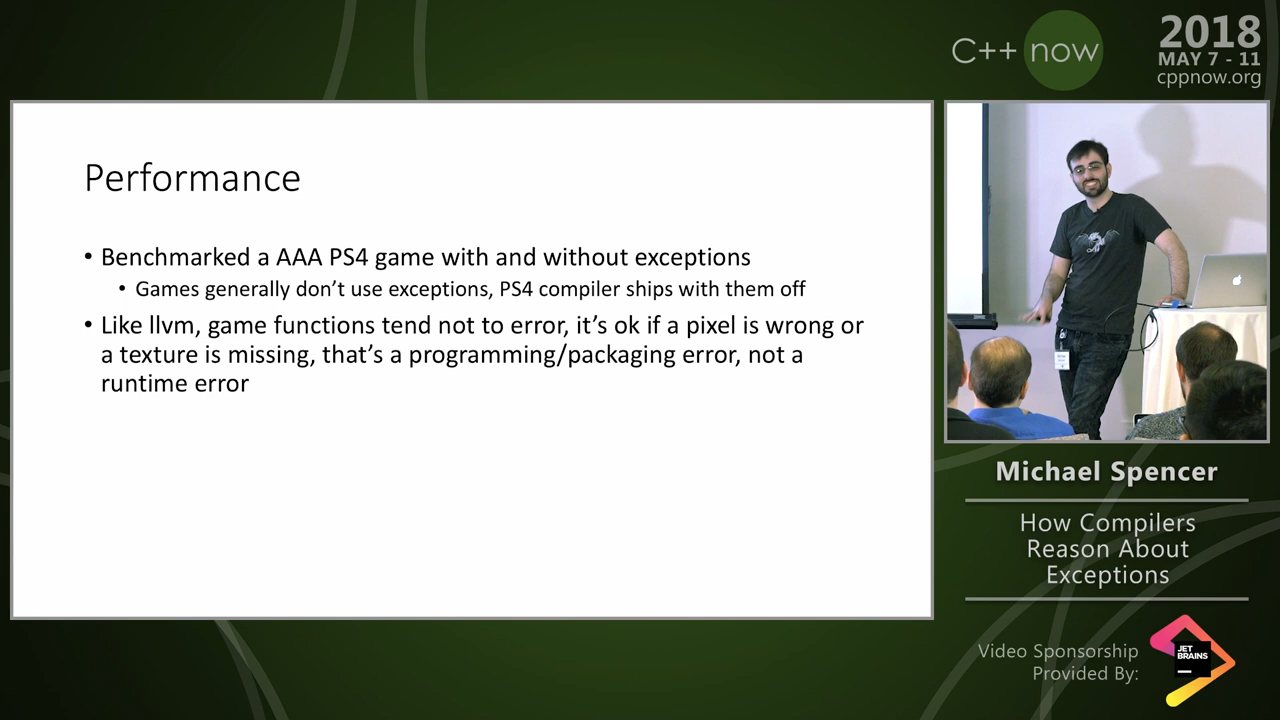 C++ now
2018
MAY 7 - 11
cppnow.org
Performance
• Benchmarked a AAA PS4 game with and without exceptions
• Games generally don’t use exceptions, PS4 compiler ships with them off
• Like llvm, game functions tend not to error, it’s ok if a pixel is wrong or
a texture is missing, that’s a programming/packaging error, not a
runtime error
Michael Spencer
How Compilers
Reason About
Exceptions
Video Sponsorship
Provided By:
JET
BRAINS